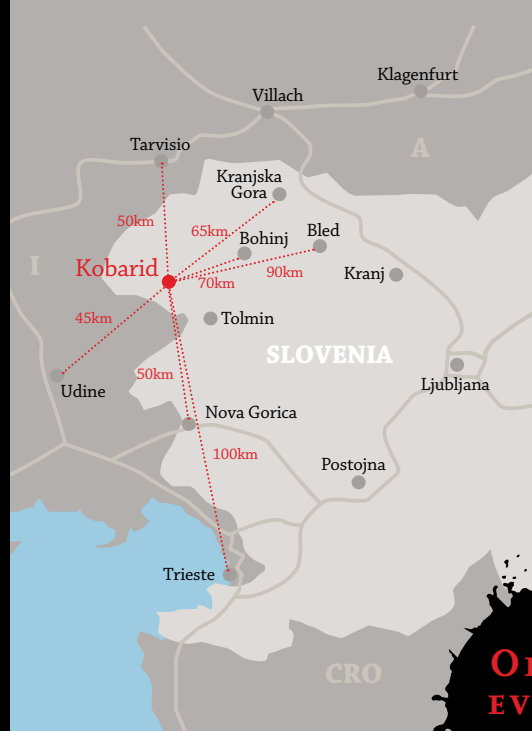 Klagenfurt
Villach
A
Tarvisio
Kranjska
Gora
50km
65km
Bled
Bohinj
I
Kobarid
90km
Kranj
70km
45km
Tolmin
SLOVENIA
50km
Udine
Ljubljana
Nova Gorica
100km
Postojna
Trieste
CRO
EV